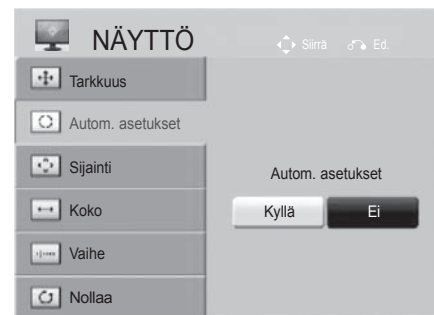 NÄYTTÖ
Siirrä
Ed.
Tarkkuus
Autom. asetukset
Sijainti
Koko
Vaihe
Nollaa
Autom. asetukset
Kyllä
Ei